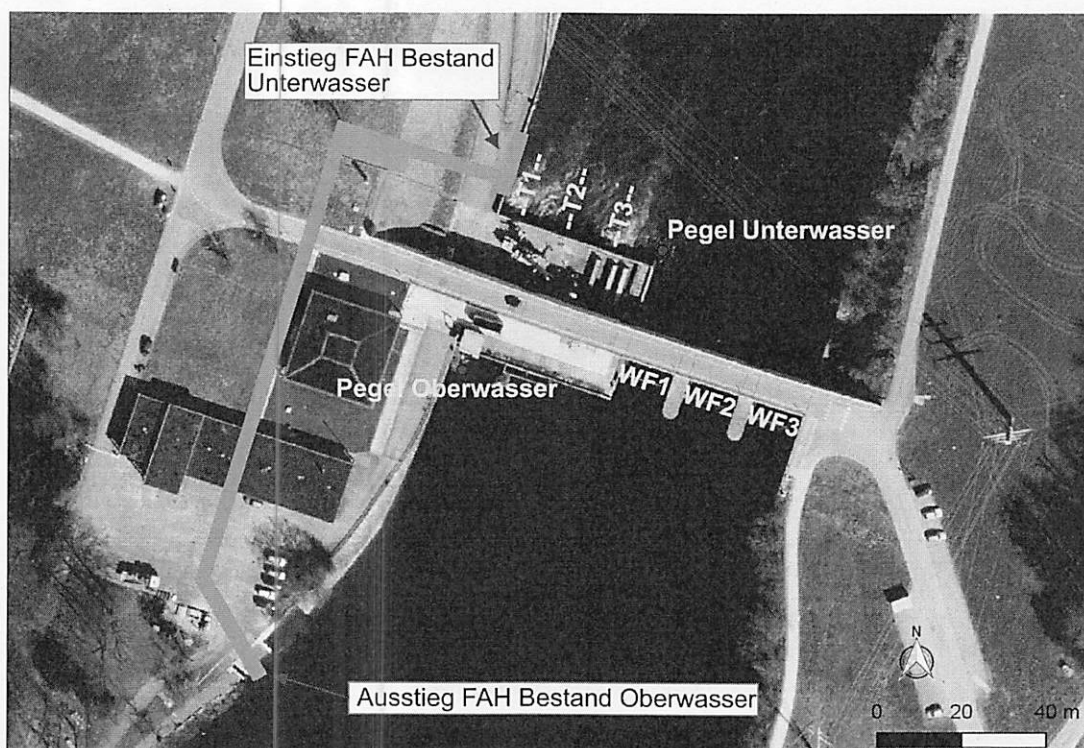 Einstieg FAH Bestand
Unterwasser
-T1--
--T2--
-T3--
Pegel Unterwasser
Pegel Oberwasser
WF1
WF2
WF3
Ausstieg FAH Bestand Oberwasser
N
0 20 40 m